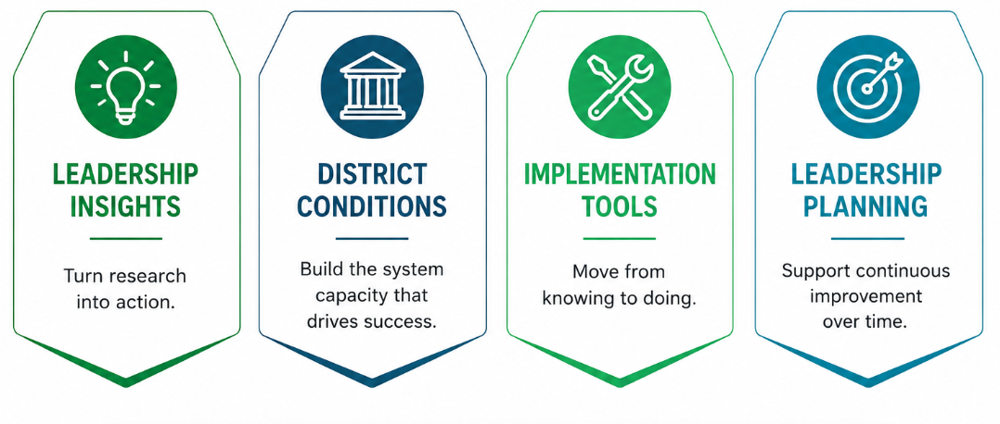 LEADERSHIP
INSIGHTS
Turn research
into action.
DISTRICT
CONDITIONS
Build the system
capacity that
drives success.
IMPLEMENTATION
TOOLS
Move from
knowing to doing.
LEADERSHIP
PLANNING
Support continuous
improvement
over time.